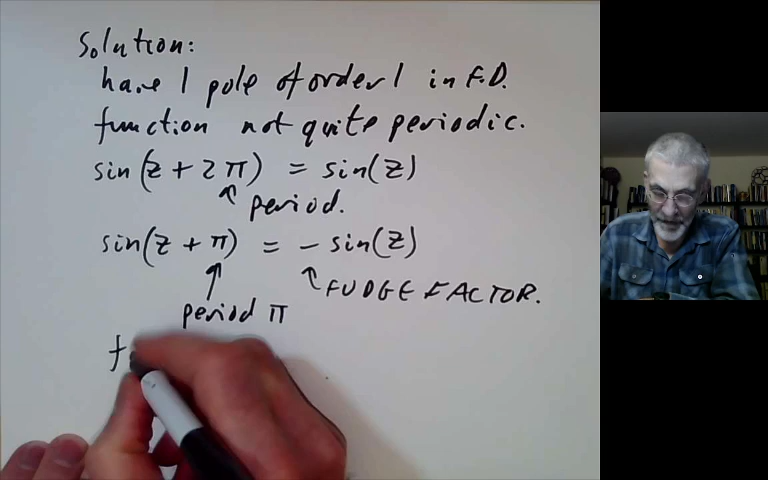 Solution:
have 1 pole of order 1 in F.D.
function not quite periodic.
sin(z + 2π) = sin(z)
↑ period.
sin(z + π) = - sin(z)
↑ ↑ FUDGE FACTOR.
period π
f